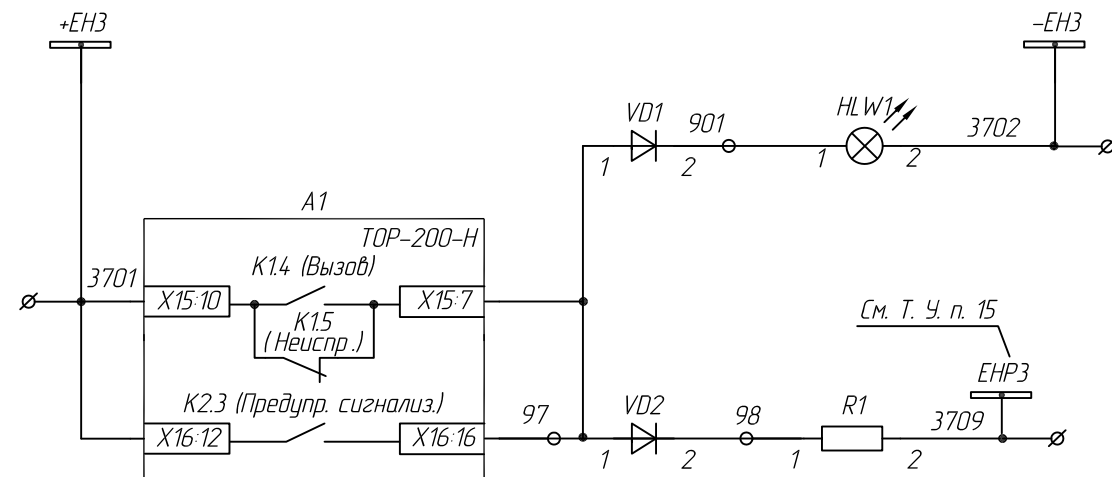 +ЕН3
-ЕН3
VD1
901
HLW1
3702
1
2
1
2
А1
ТОР-200-Н
3701
К1.4 (Вызов)
Х15:10
Х15:7
К1.5
(Неиспр.)
См. Т. У. п. 15
ЕНР3
К2.3 (Предупр. сигнализ.)
97
VD2
98
R1
3709
Х16:12
Х16:16
1
2
1
2